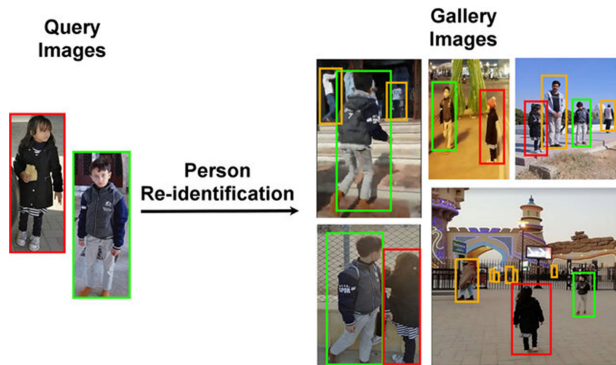 Query
Images
Gallery
Images
Person
Re-identification